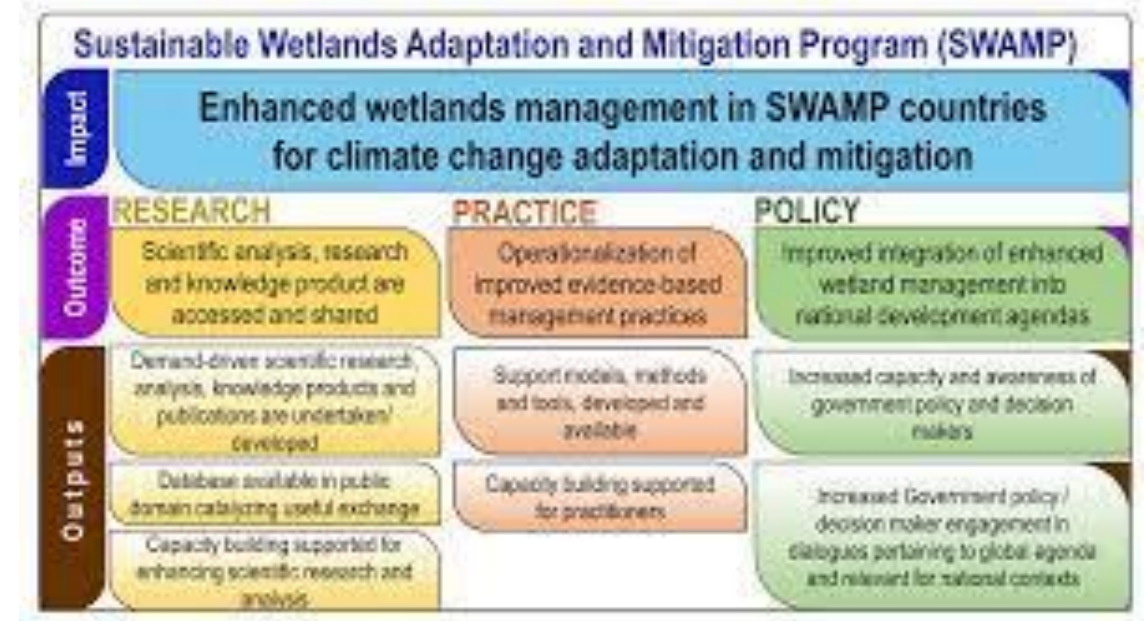 Sustainable Wetlands Adaptation and Mitigation Program (SWAMP)
Impact
Enhanced wetlands management in SWAMP countries
for climate change adaptation and mitigation
Outcome
RESEARCH
Scientific analysis, research
and knowledge product are
accessed and shared
PRACTICE
Operationalization of
improved evidence-based
management practices
POLICY
Improved integration of enhanced
wetland management into
national development agendas
Outputs
Demand-driven scientific research,
analysis, knowledge products and
publications are undertaken/
developed
Database available in public
domain catalyzing useful exchange
Capacity building supported for
enhancing scientific research and
analysis
Support models, methods
and tools, developed and
available
Capacity building supported
for practitioners
Increased capacity and awareness of
government policy and decision
makers
Increased Government policy /
decision maker engagement in
dialogues pertaining to global agenda
and relevant for national contexts